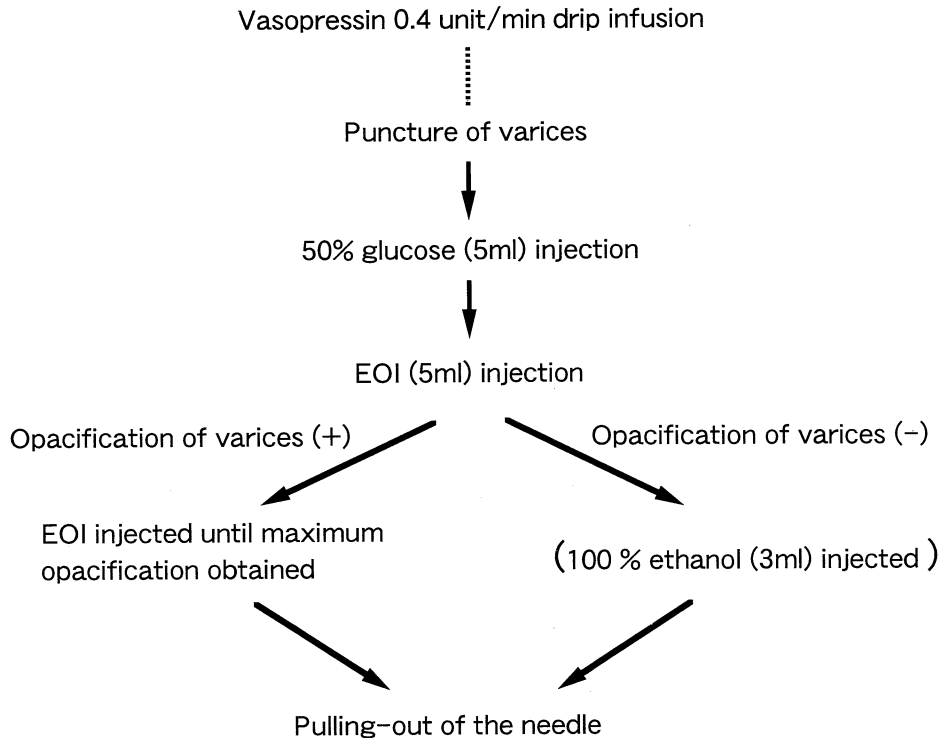 Vasopressin 0.4 unit/min drip infusion
Puncture of varices
50% glucose (5ml) injection
EOI (5ml) injection
Opacification of varices (+)
Opacification of varices (−)
EOI injected until maximum
opacification obtained
(100 % ethanol (3ml) injected )
Pulling−out of the needle